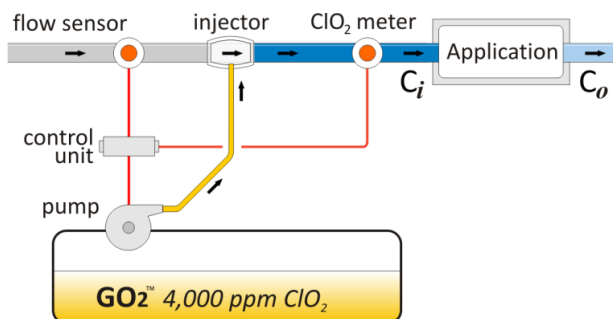 flow sensor
injector
ClO₂ meter
Application
Cᵢ
Cₒ
control
unit
pump
GO₂™ 4,000 ppm ClO₂